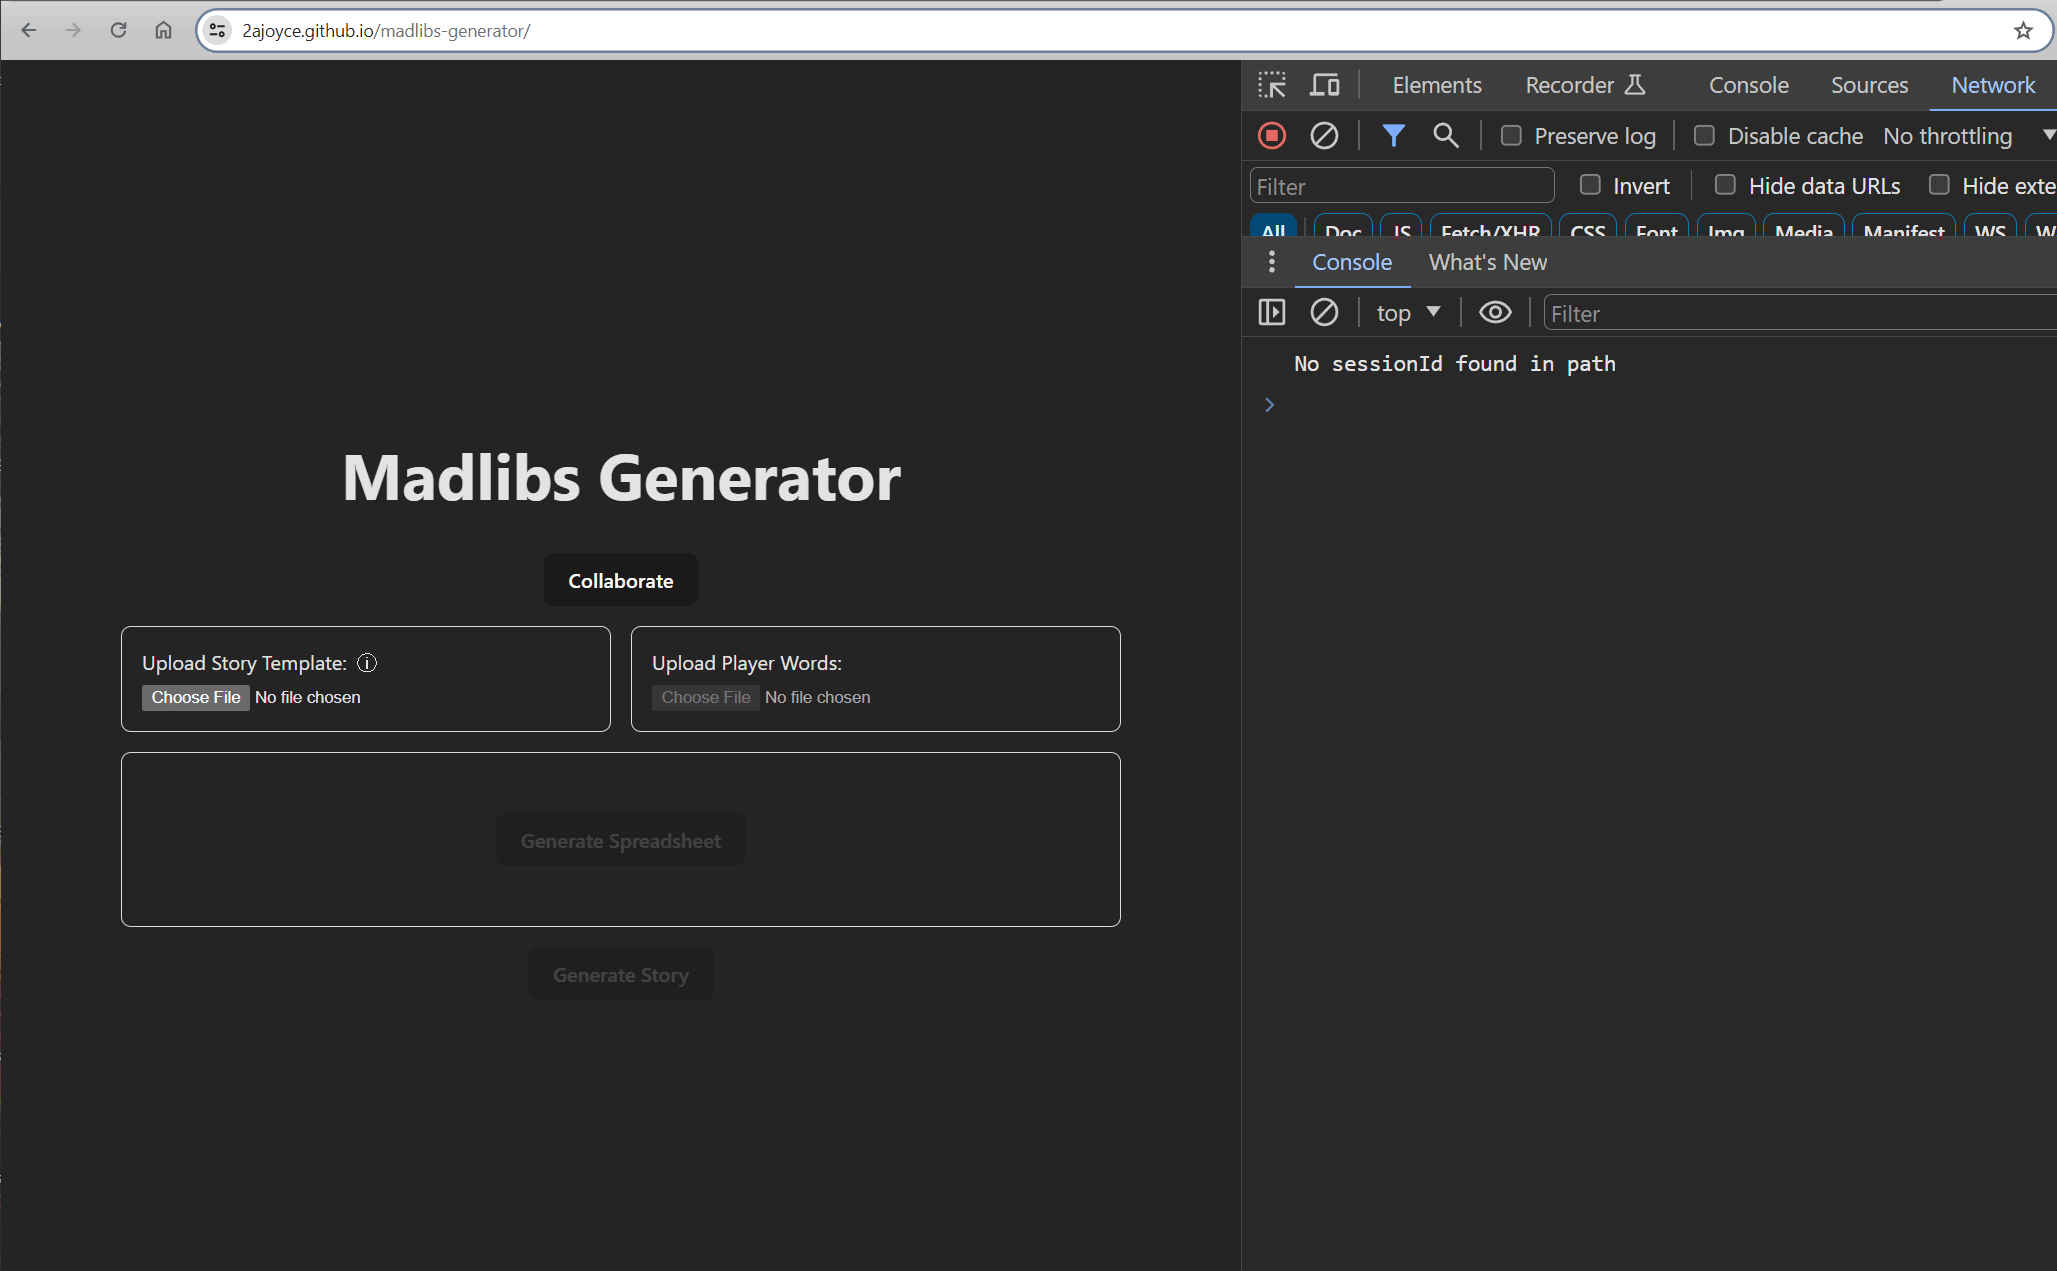 2ajoyce.github.io/madlibs-generator/
Elements Recorder Console Sources Network
Preserve log Disable cache No throttling
Filter Invert Hide data URLs Hide exte
All Doc JS Fetch/XHR CSS Font Img Media Manifest WS W
Console What's New
top Filter
No sessionId found in path
Madlibs Generator
Collaborate
Upload Story Template:
Choose File No file chosen
Upload Player Words:
Choose File No file chosen
Generate Spreadsheet
Generate Story